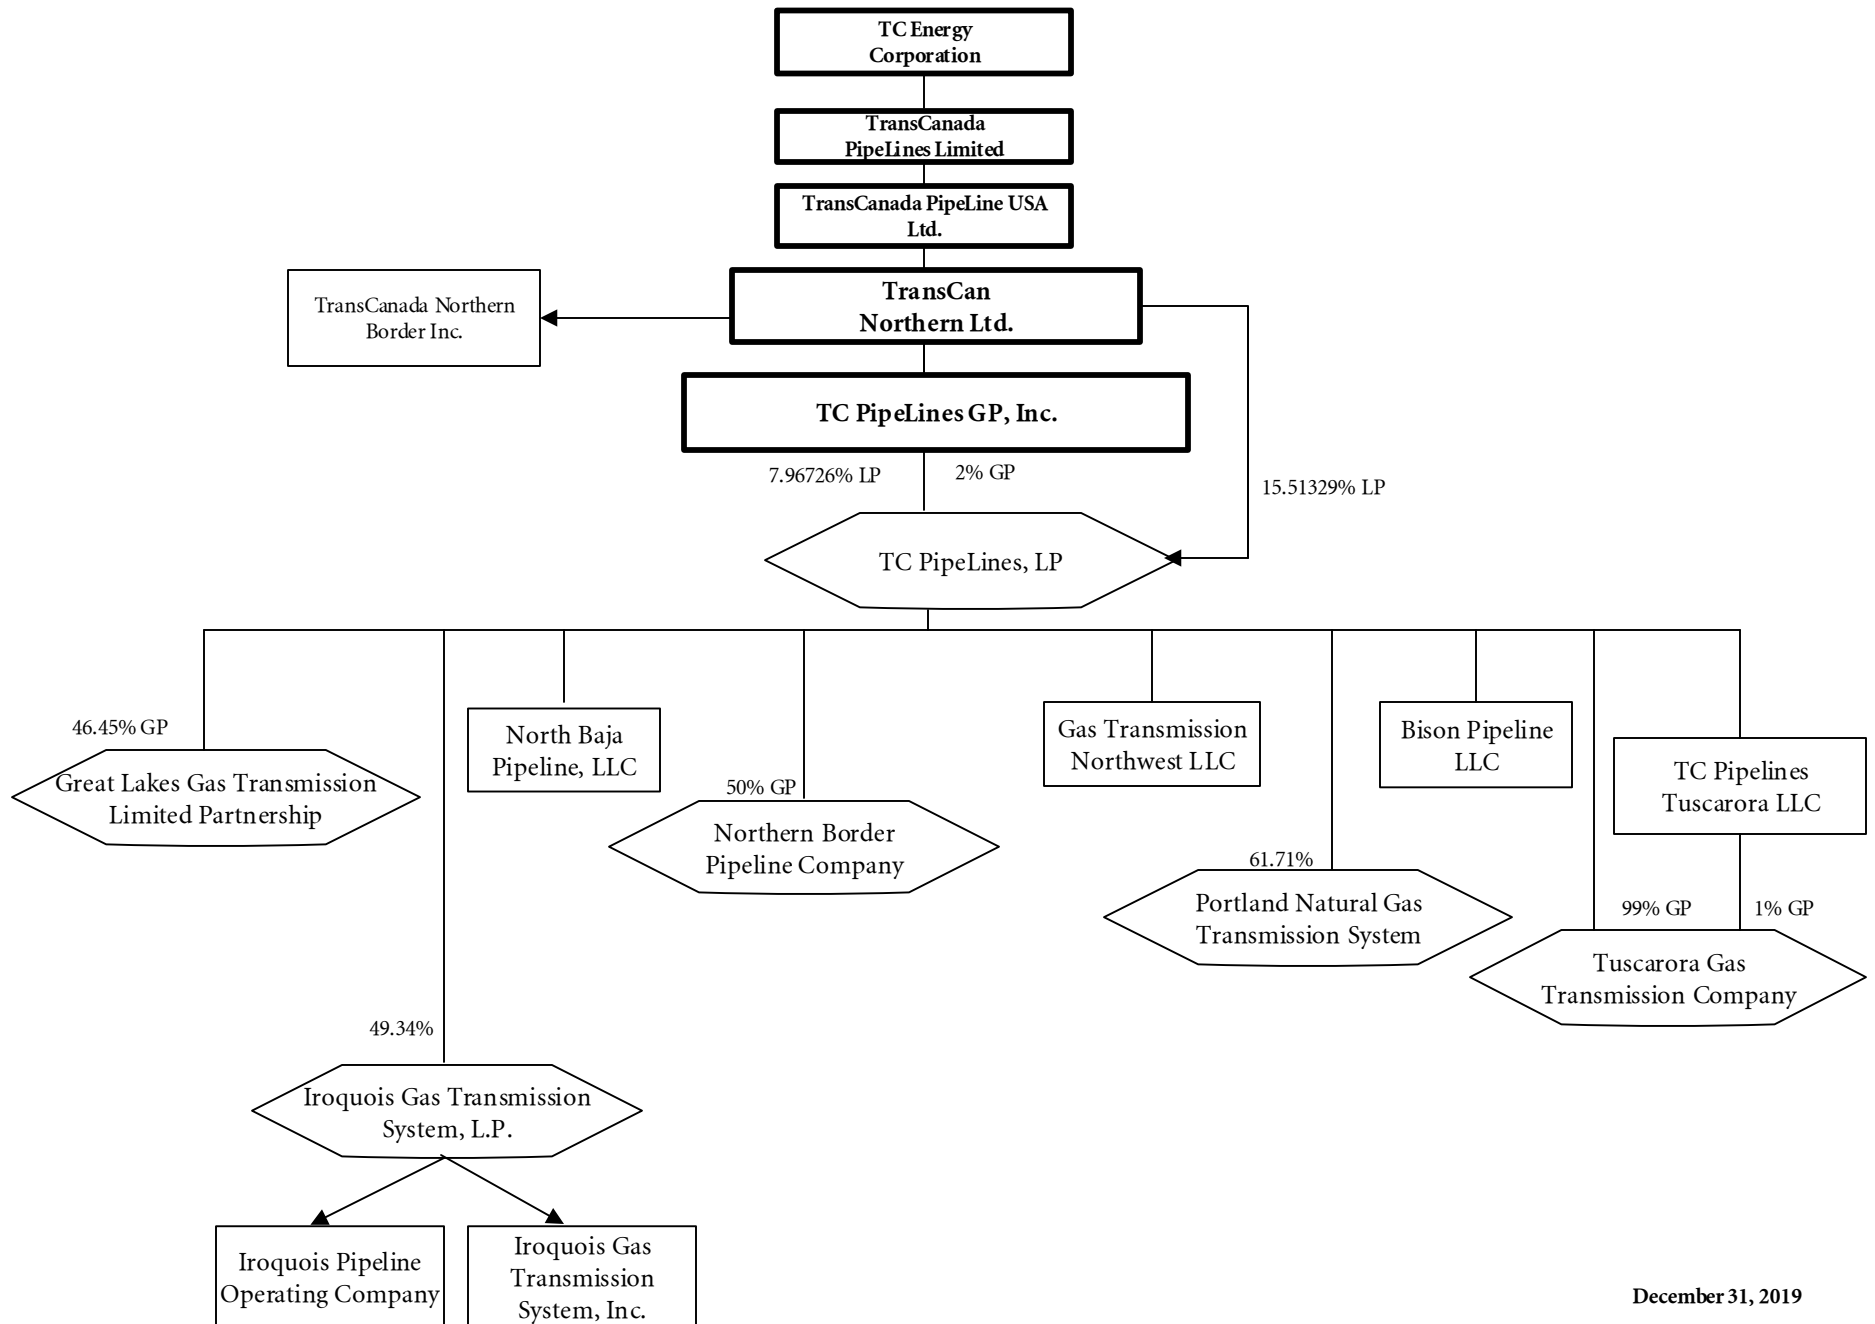 TC Energy
Corporation
TransCanada
PipeLines Limited
TransCanada PipeLine USA
Ltd.
TransCanada Northern
Border Inc.
TransCan
Northern Ltd.
TC PipeLines GP, Inc.
7.96726% LP
2% GP
15.51329% LP
TC PipeLines, LP
46.45% GP
Great Lakes Gas Transmission
Limited Partnership
North Baja
Pipeline, LLC
50% GP
Northern Border
Pipeline Company
Gas Transmission
Northwest LLC
61.71%
Portland Natural Gas
Transmission System
Bison Pipeline
LLC
TC Pipelines
Tuscarora LLC
99% GP
1% GP
Tuscarora Gas
Transmission Company
49.34%
Iroquois Gas Transmission
System, L.P.
Iroquois Pipeline
Operating Company
Iroquois Gas
Transmission
System, Inc.
December 31, 2019